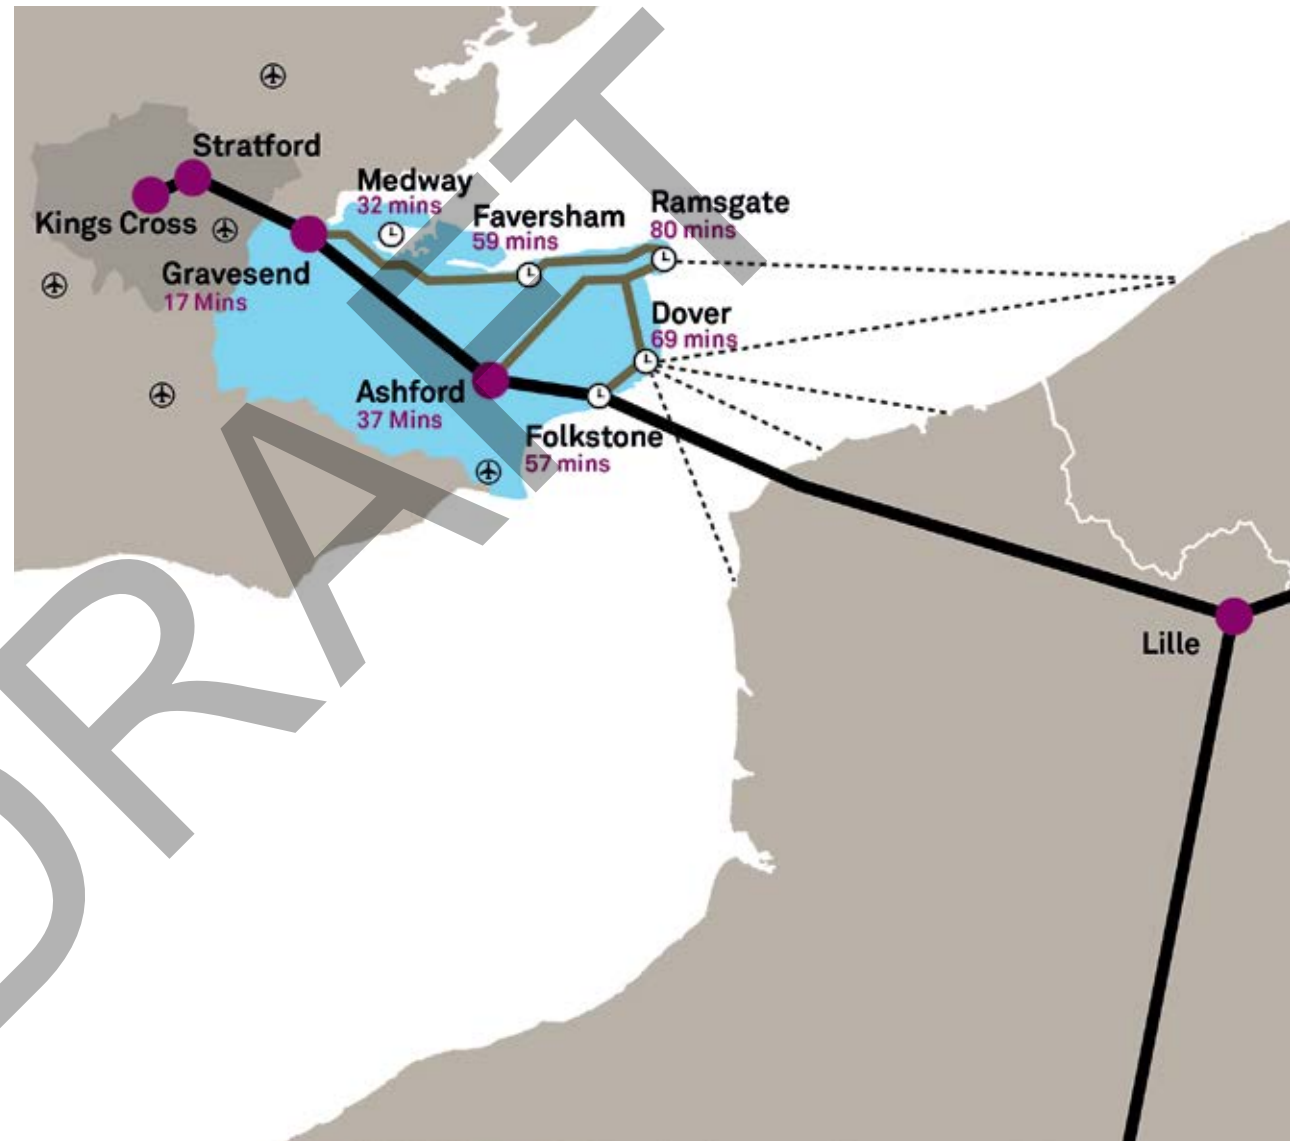 Stratford
Kings Cross
Medway
32 mins
Faversham
59 mins
Ramsgate
80 mins
Gravesend
17 Mins
Dover
69 mins
Ashford
37 Mins
Folkstone
57 mins
Lille
DRAFT